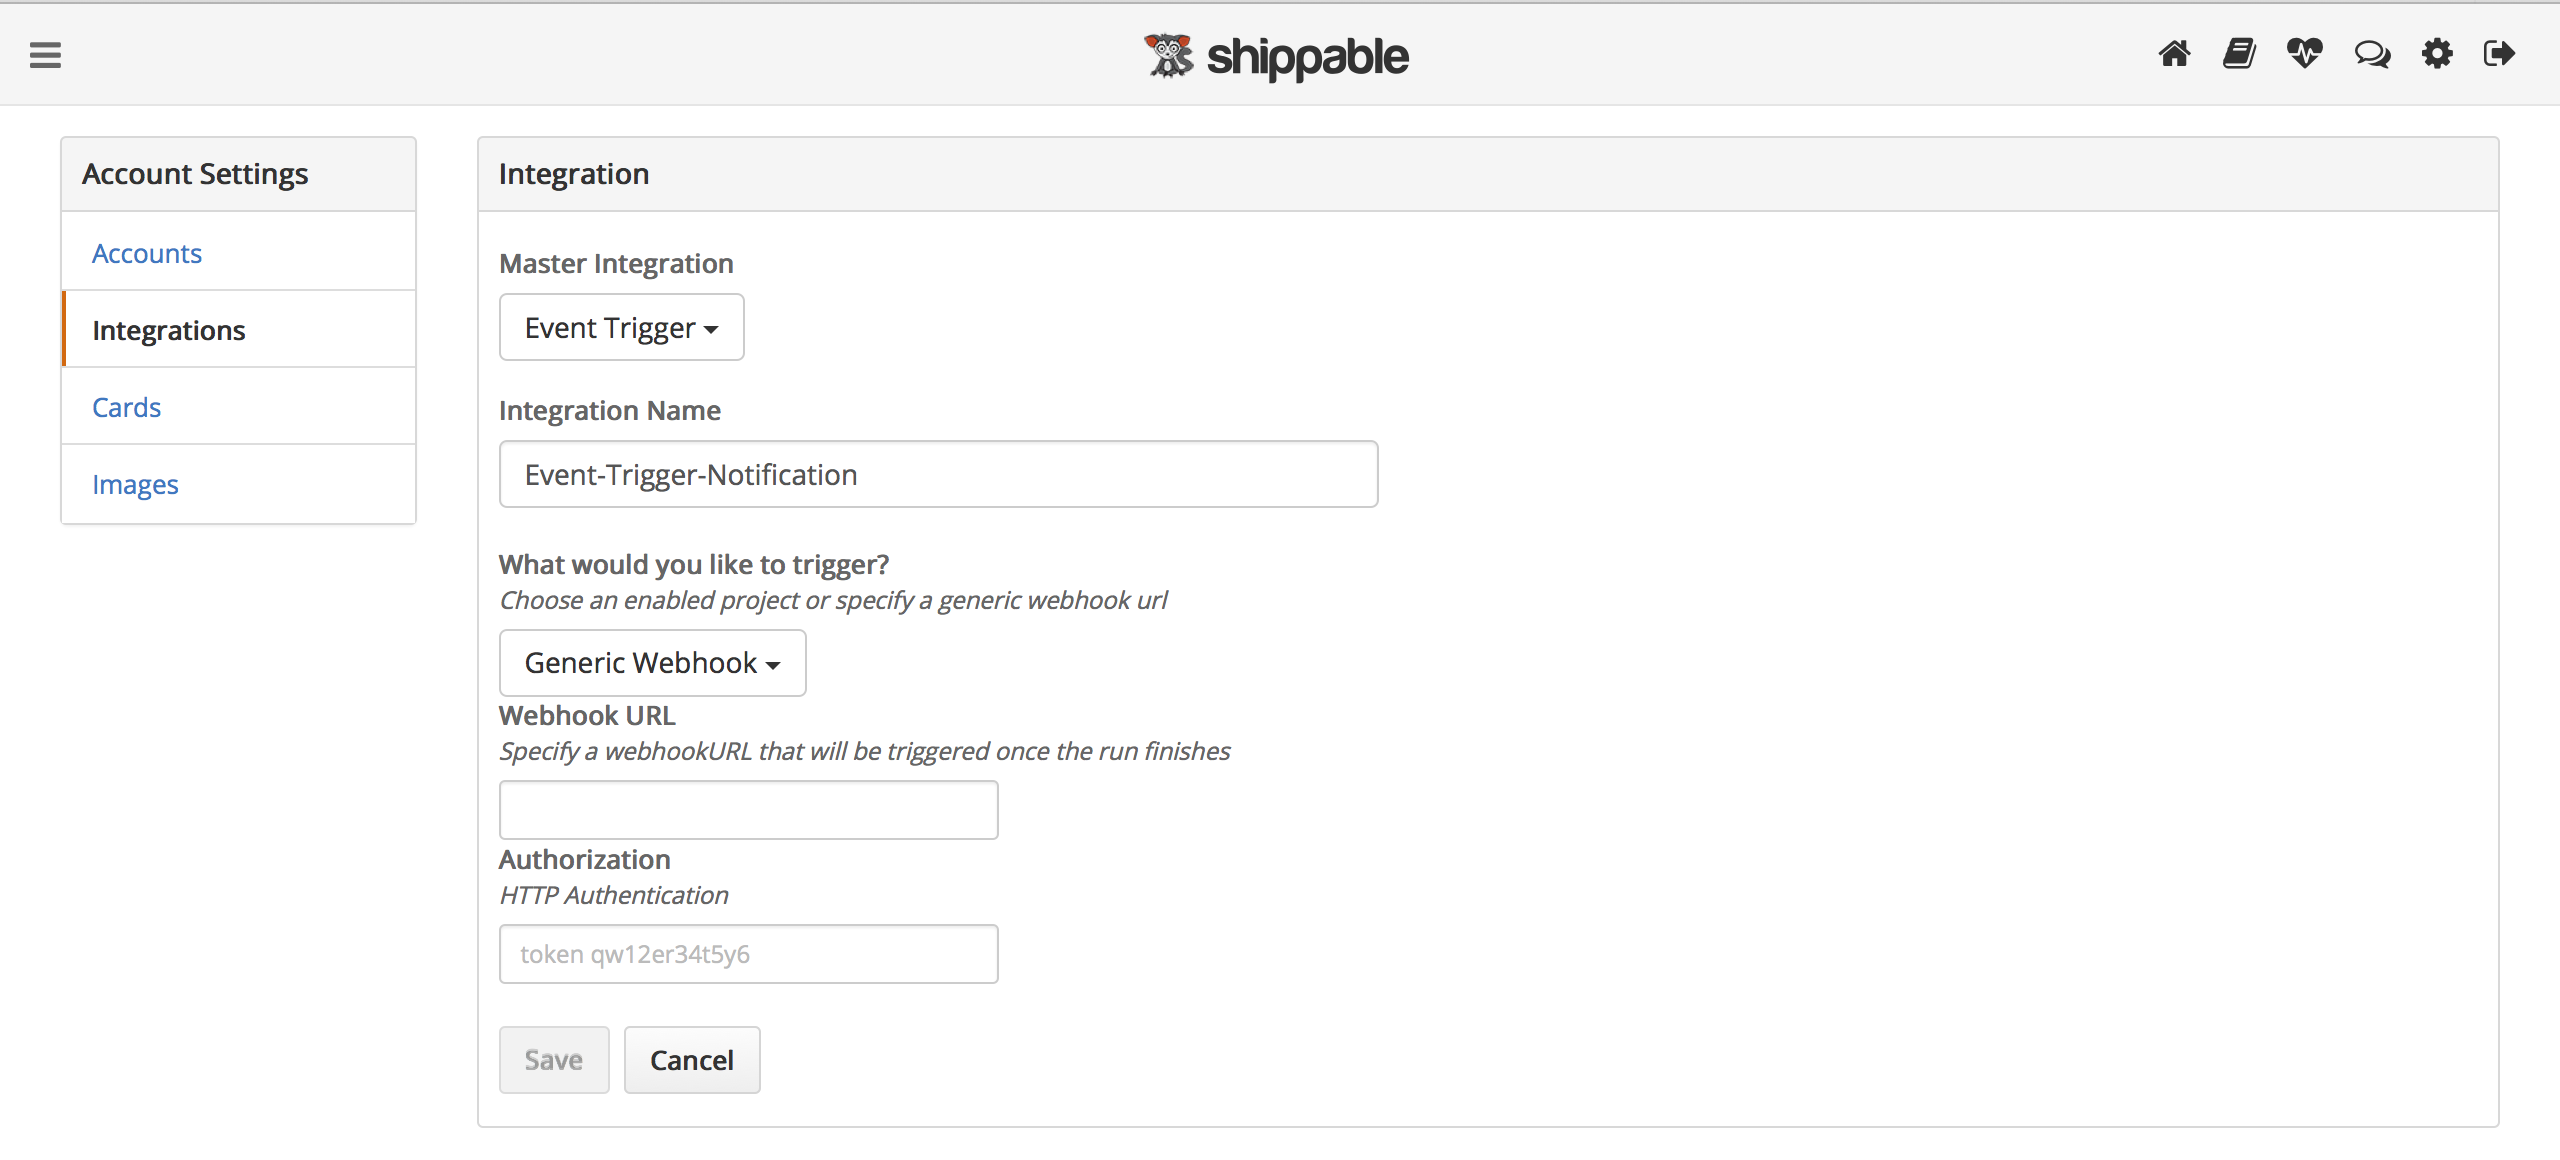 shippable
Account Settings
Accounts
Integrations
Cards
Images
Integration
Master Integration
Event Trigger
Integration Name
Event-Trigger-Notification
What would you like to trigger?
Choose an enabled project or specify a generic webhook url
Generic Webhook
Webhook URL
Specify a webhookURL that will be triggered once the run finishes
Authorization
HTTP Authentication
token qw12er34t5y6
Save Cancel